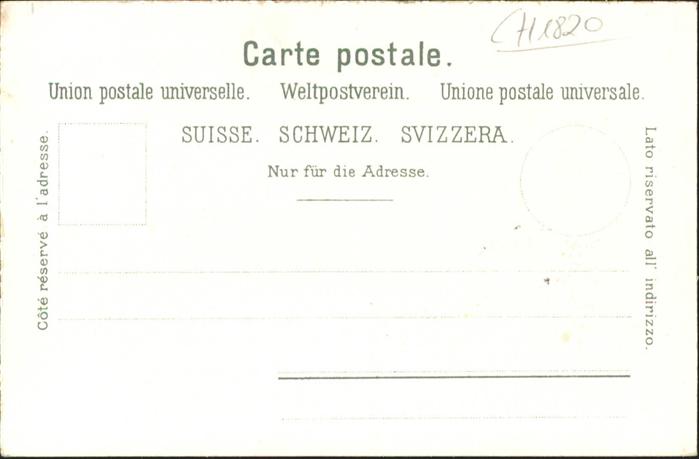 H1820
Carte postale.
Union postale universelle. Weltpostverein. Unione postale universale.
SUISSE. SCHWEIZ. SVIZZERA.
Nur für die Adresse.
Côté réservé à l'adresse.
Lato riservato all' indirizzo.